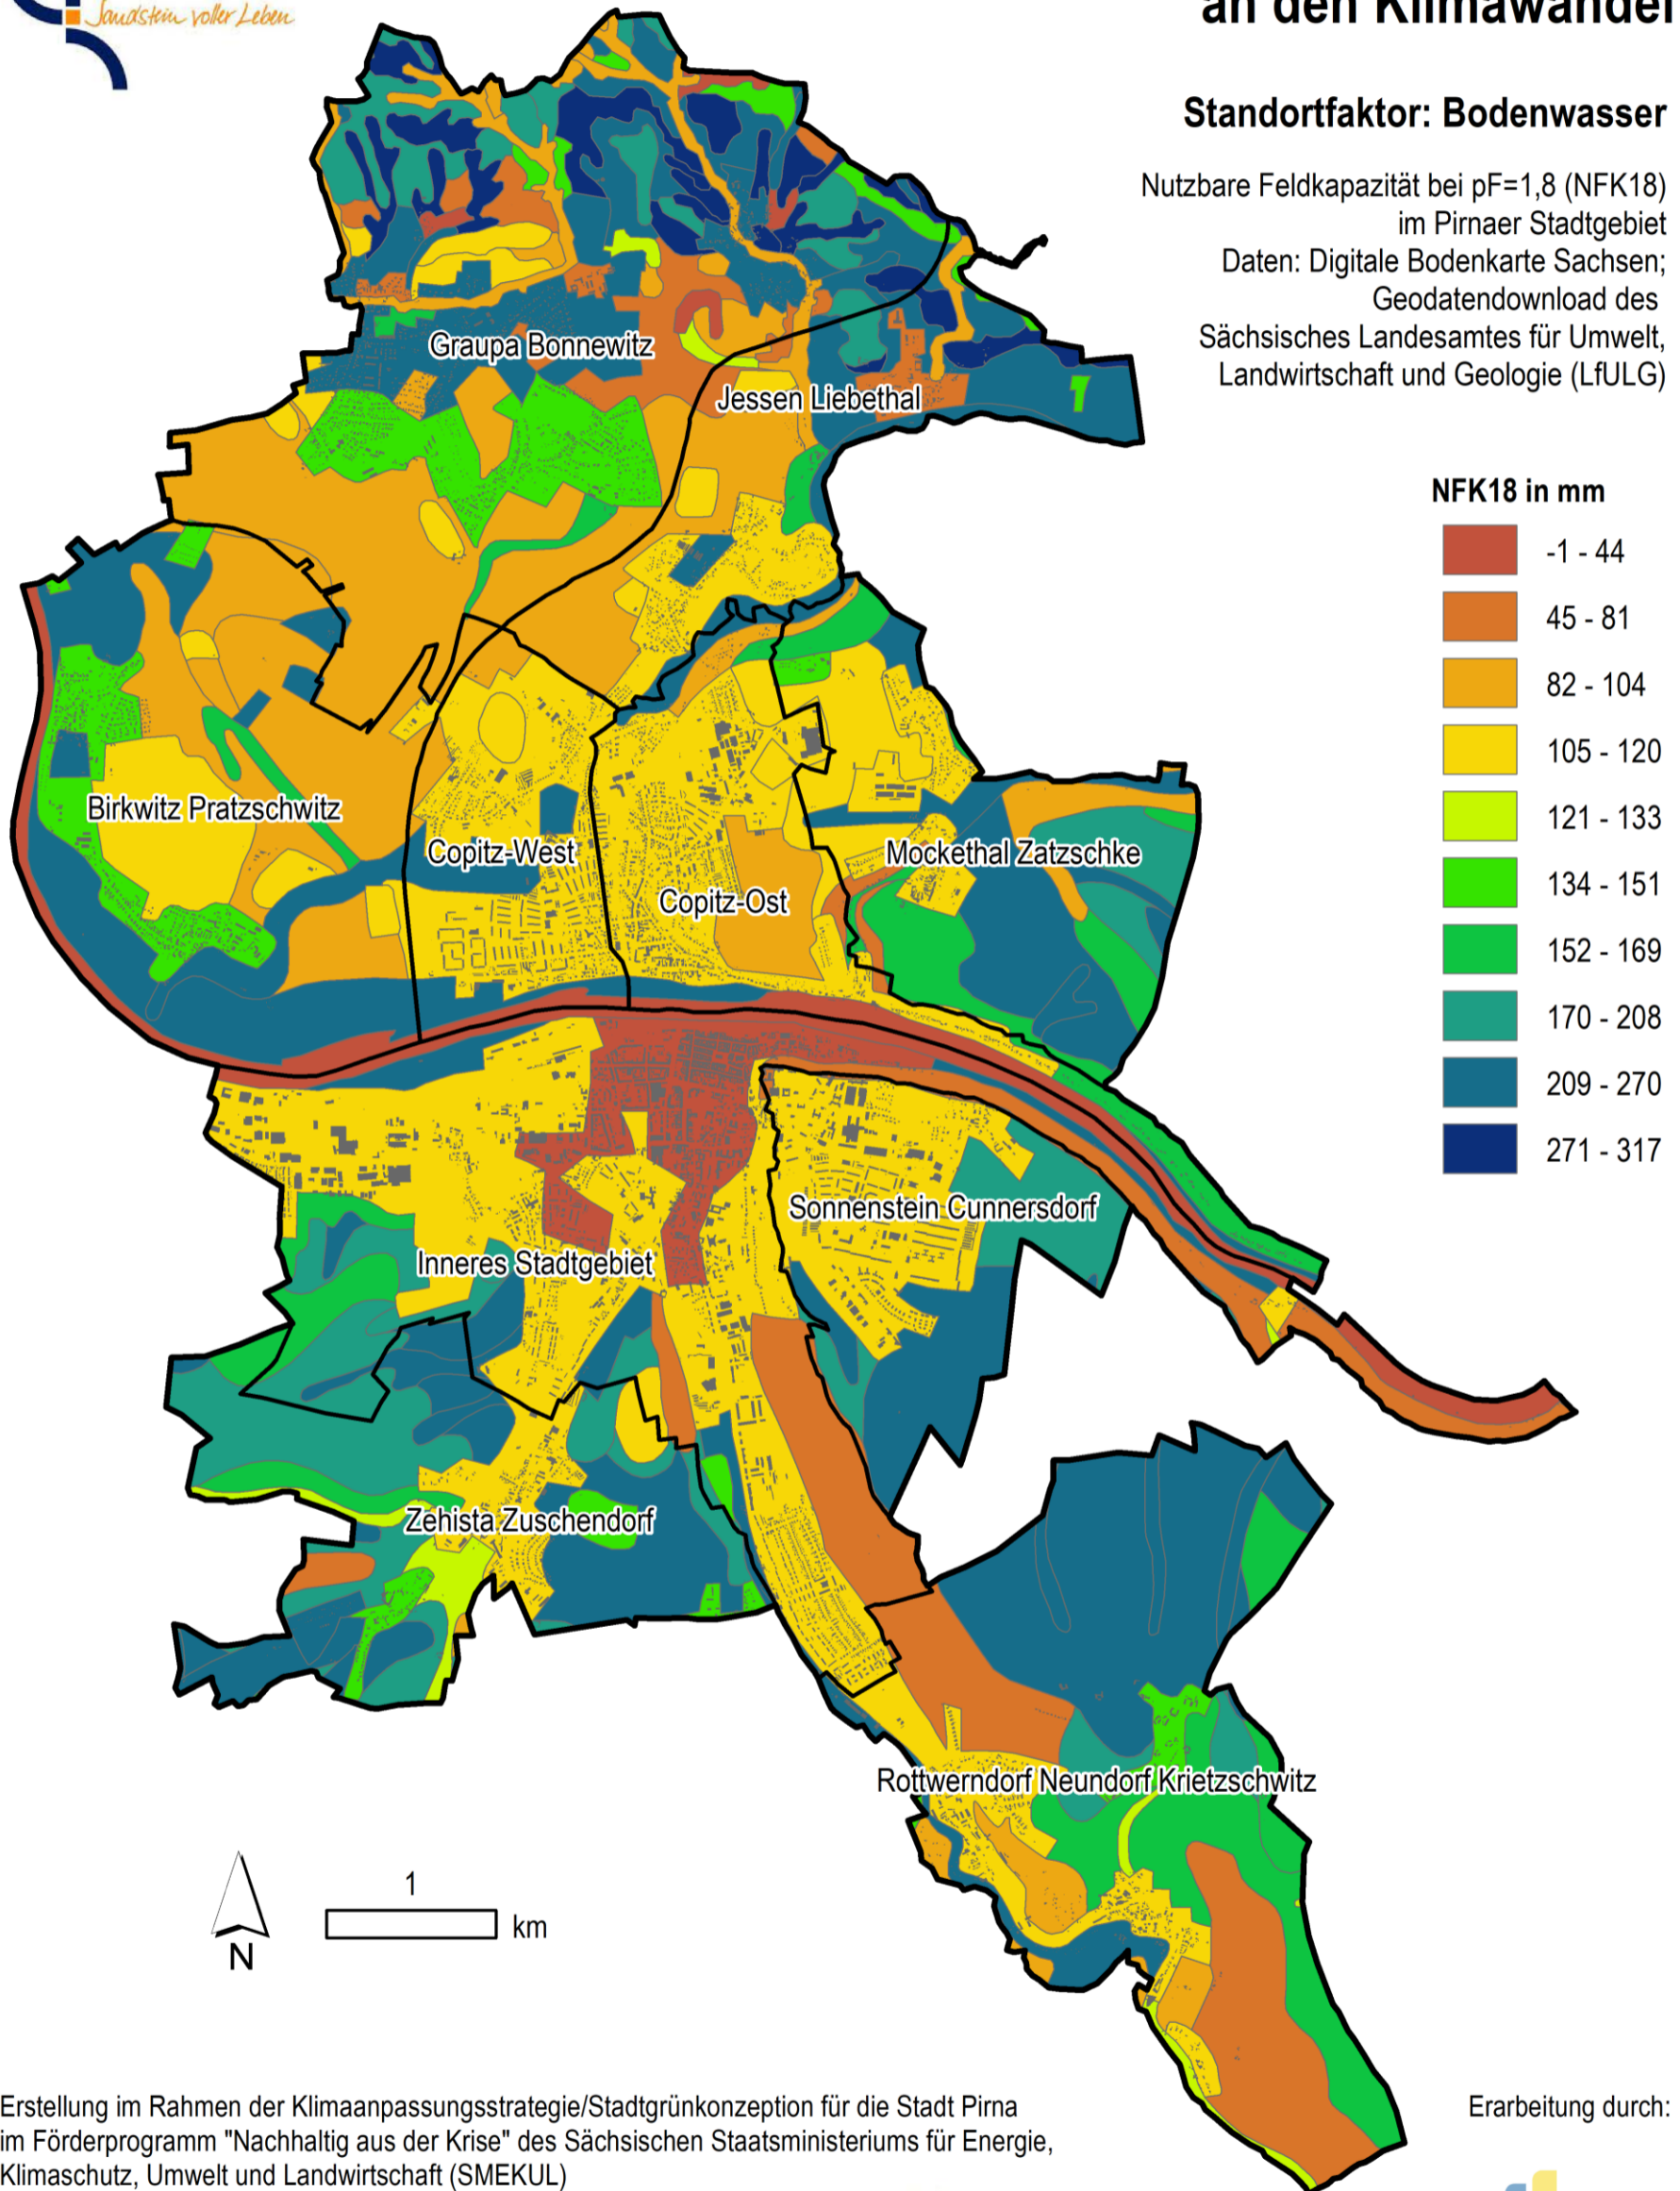 Sandstein voller Leben
an den Klimawandel
Standortfaktor: Bodenwasser
Nutzbare Feldkapazität bei pF=1,8 (NFK18)
im Pirnaer Stadtgebiet
Daten: Digitale Bodenkarte Sachsen;
Geodatendownload des
Sächsisches Landesamtes für Umwelt,
Landwirtschaft und Geologie (LfULG)
NFK18 in mm
-1 - 44
45 - 81
82 - 104
105 - 120
121 - 133
134 - 151
152 - 169
170 - 208
209 - 270
271 - 317
Graupa Bonnewitz
Jessen Liebethal
Birkwitz Pratzschwitz
Copitz-West
Mockethal Zatzschke
Copitz-Ost
Sonnenstein Cunnersdorf
Inneres Stadtgebiet
Zehista Zuschendorf
Rottwerndorf Neundorf Krietzschwitz
1
km
N
Erstellung im Rahmen der Klimaanpassungsstrategie/Stadtgrünkonzeption für die Stadt Pirna
im Förderprogramm "Nachhaltig aus der Krise" des Sächsischen Staatsministeriums für Energie,
Klimaschutz, Umwelt und Landwirtschaft (SMEKUL)
Erarbeitung durch: